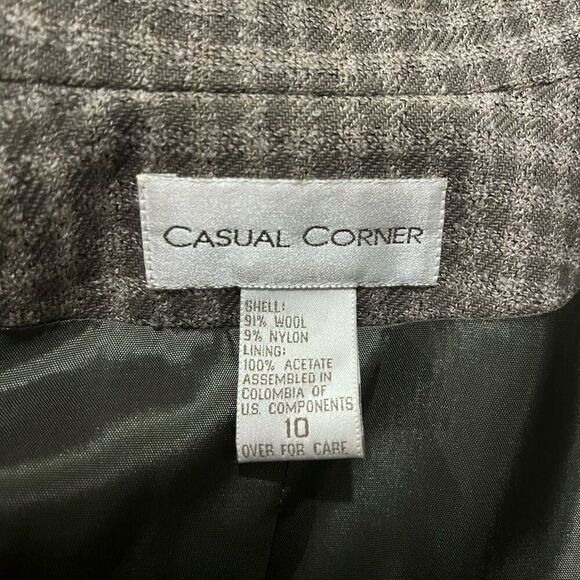 CASUAL CORNER
SHELL:
91% WOOL
9% NYLON
LINING:
100% ACETATE
ASSEMBLED IN
COLOMBIA OF
U.S. COMPONENTS
10
OVER FOR CARE